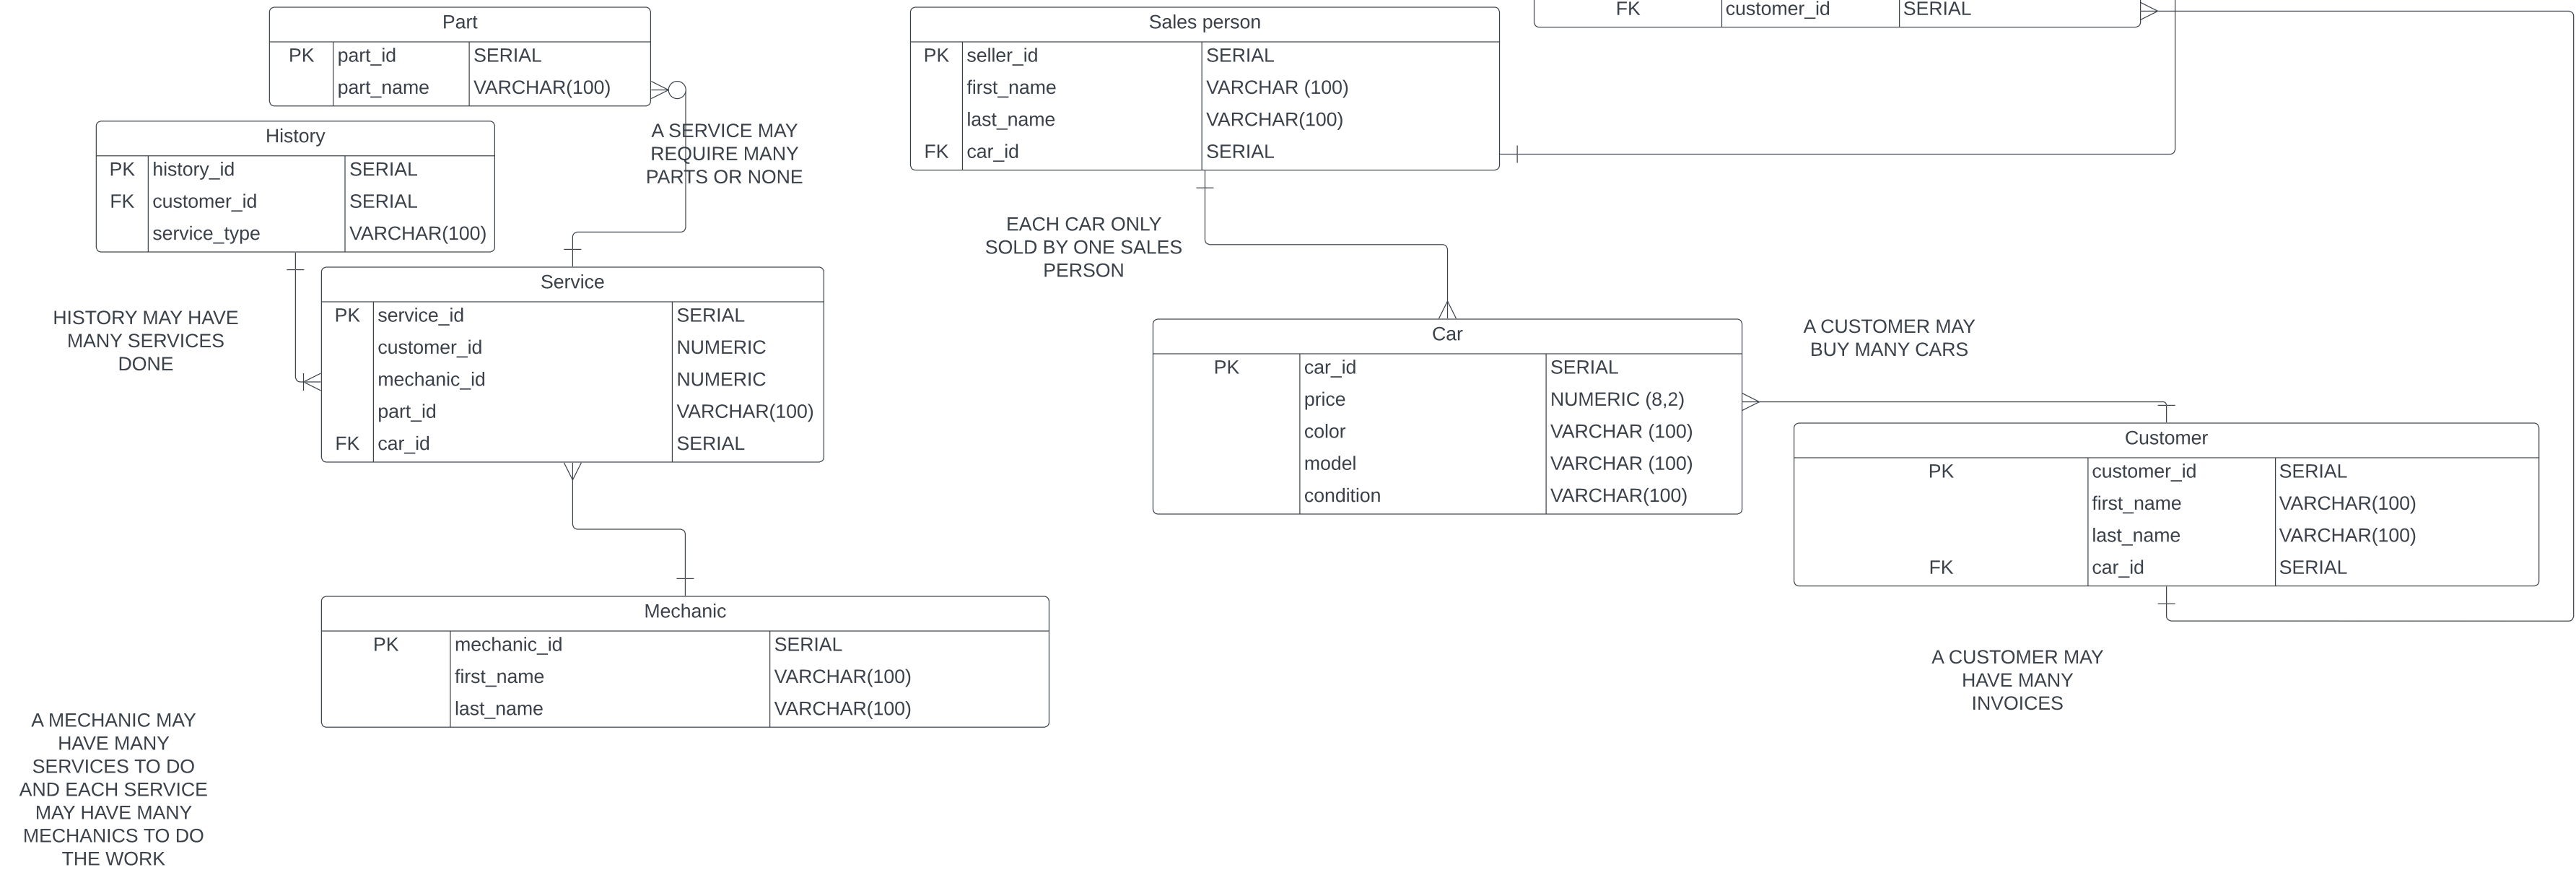 FK customer_id SERIAL
Part
PK part_id SERIAL
part_name VARCHAR(100)
Sales person
PK seller_id SERIAL
first_name VARCHAR (100)
last_name VARCHAR(100)
FK car_id SERIAL
History
PK history_id SERIAL
FK customer_id SERIAL
service_type VARCHAR(100)
A SERVICE MAY
REQUIRE MANY
PARTS OR NONE
EACH CAR ONLY
SOLD BY ONE SALES
PERSON
Service
PK service_id SERIAL
customer_id NUMERIC
mechanic_id NUMERIC
part_id VARCHAR(100)
FK car_id SERIAL
HISTORY MAY HAVE
MANY SERVICES
DONE
Car
PK car_id SERIAL
price NUMERIC (8,2)
color VARCHAR (100)
model VARCHAR (100)
condition VARCHAR(100)
A CUSTOMER MAY
BUY MANY CARS
Customer
PK customer_id SERIAL
first_name VARCHAR(100)
last_name VARCHAR(100)
FK car_id SERIAL
Mechanic
PK mechanic_id SERIAL
first_name VARCHAR(100)
last_name VARCHAR(100)
A CUSTOMER MAY
HAVE MANY
INVOICES
A MECHANIC MAY
HAVE MANY
SERVICES TO DO
AND EACH SERVICE
MAY HAVE MANY
MECHANICS TO DO
THE WORK